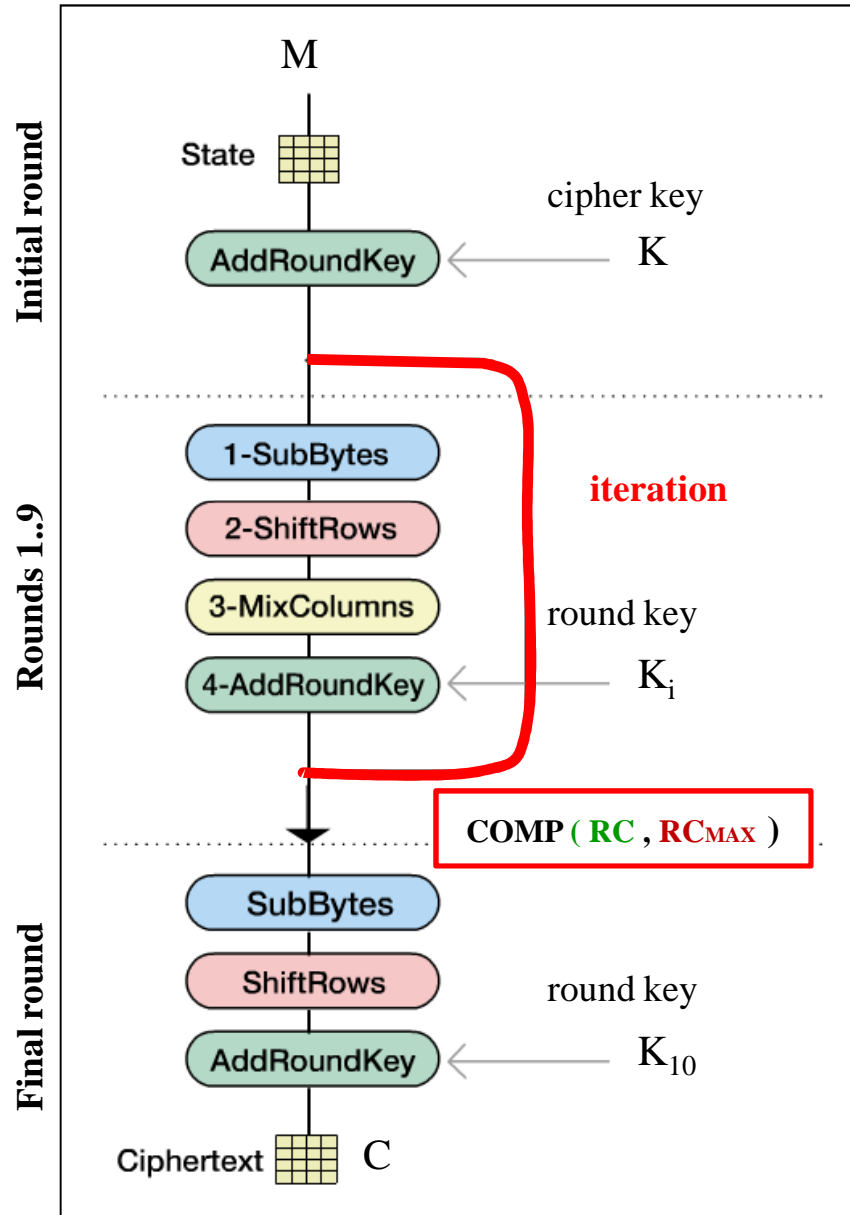 M
Initial round
State
cipher key
AddRoundKey
K
Rounds 1..9
1-SubBytes
iteration
2-ShiftRows
3-MixColumns
round key
4-AddRoundKey
Ki
COMP ( RC , RCMAX )
Final round
SubBytes
ShiftRows
round key
AddRoundKey
K10
Ciphertext
C